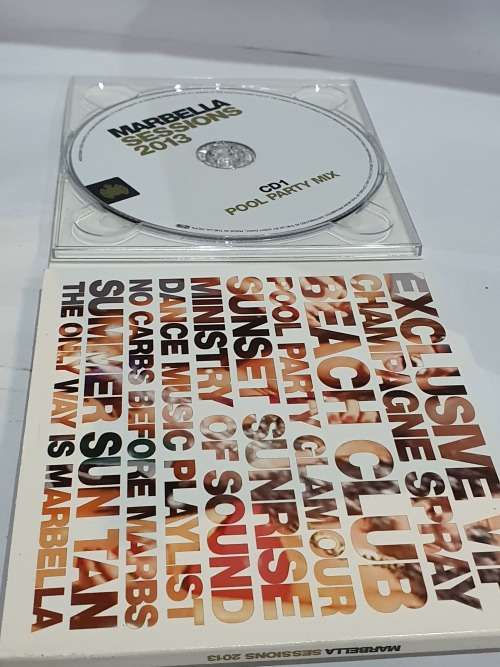 MARBELLA
SESSIONS
2013
CD1
POOL PARTY MIX
EXCLUSIVE VIP
CHAMPAGNE SPRAY
BEACH CLUB
POOL PARTY GLAMOUR
SUNSET SUNRISE
MINISTRY OF SOUND
DANCE MUSIC PLAYLIST
NO CARBS BEFORE MARBS
SUMMER SUN TAN
THE ONLY WAY IS MARBELLA
MARBELLA SESSIONS 2013